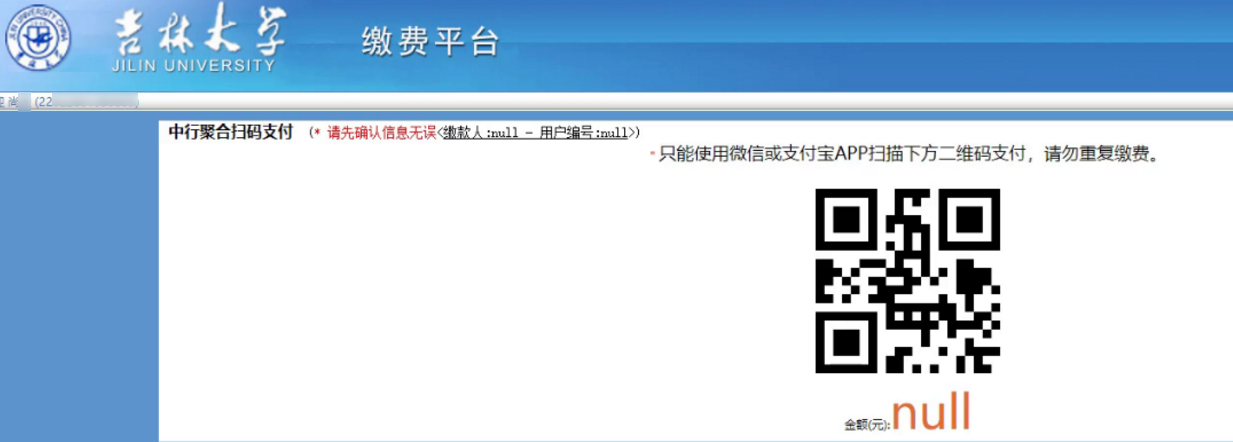 吉林大学
JILIN UNIVERSITY
缴费平台
(22
中行聚合扫码支付 (* 请先确认信息无误<缴款人:null - 用户编号:null>)
*只能使用微信或支付宝APP扫描下方二维码支付，请勿重复缴费。
金额(元):null